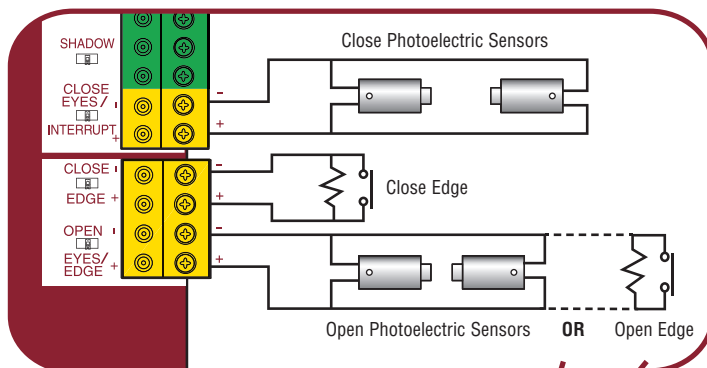 SHADOW
CLOSE
EYES/ -
INTERRUPT +
- 
+
Close Photoelectric Sensors
CLOSE -
EDGE +
-
+
Close Edge
OPEN -
EYES/
EDGE +
-
+
Open Photoelectric Sensors OR Open Edge